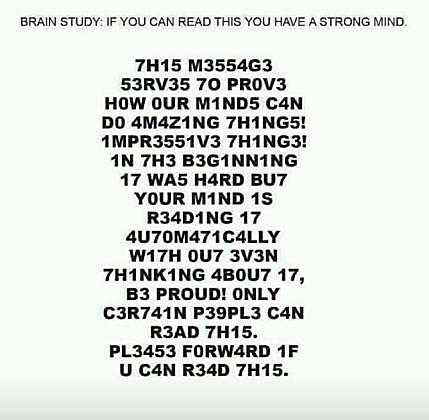 BRAIN STUDY: IF YOU CAN READ THIS YOU HAVE A STRONG MIND.
7H15 M3554G3
53RV35 7O PR0V3
H0W 0UR M1ND5 C4N
D0 4M4Z1NG 7H1NG5!
1MPR3551V3 7H1NG3!
1N 7H3 B3G1NN1NG
17 WA5 H4RD BU7
Y0UR M1ND 1S
R34D1NG 17
4U70M471C4LLY
W17H 0U7 3V3N
7H1NK1NG 4B0U7 17,
B3 PROUD! 0NLY
C3R741N P39PL3 C4N
R3AD 7H15.
PL3453 F0RW4RD 1F
U C4N R34D 7H15.